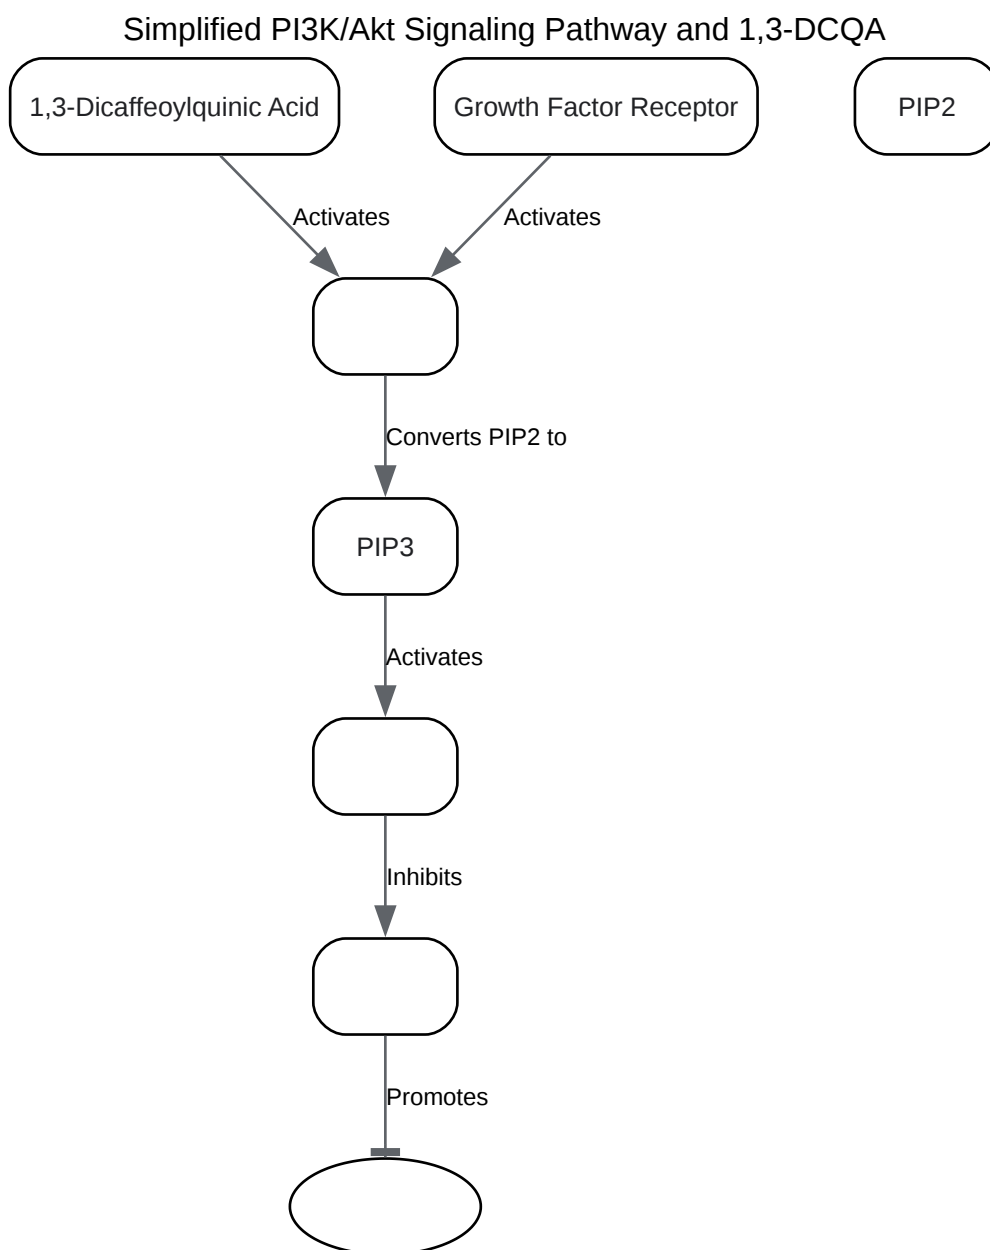 Simplified PI3K/Akt Signaling Pathway and 1,3-DCQA
1,3-Dicaffeoylquinic Acid
Growth Factor Receptor
PIP2
Activates
Activates
Converts PIP2 to
PIP3
Activates
Inhibits
Promotes